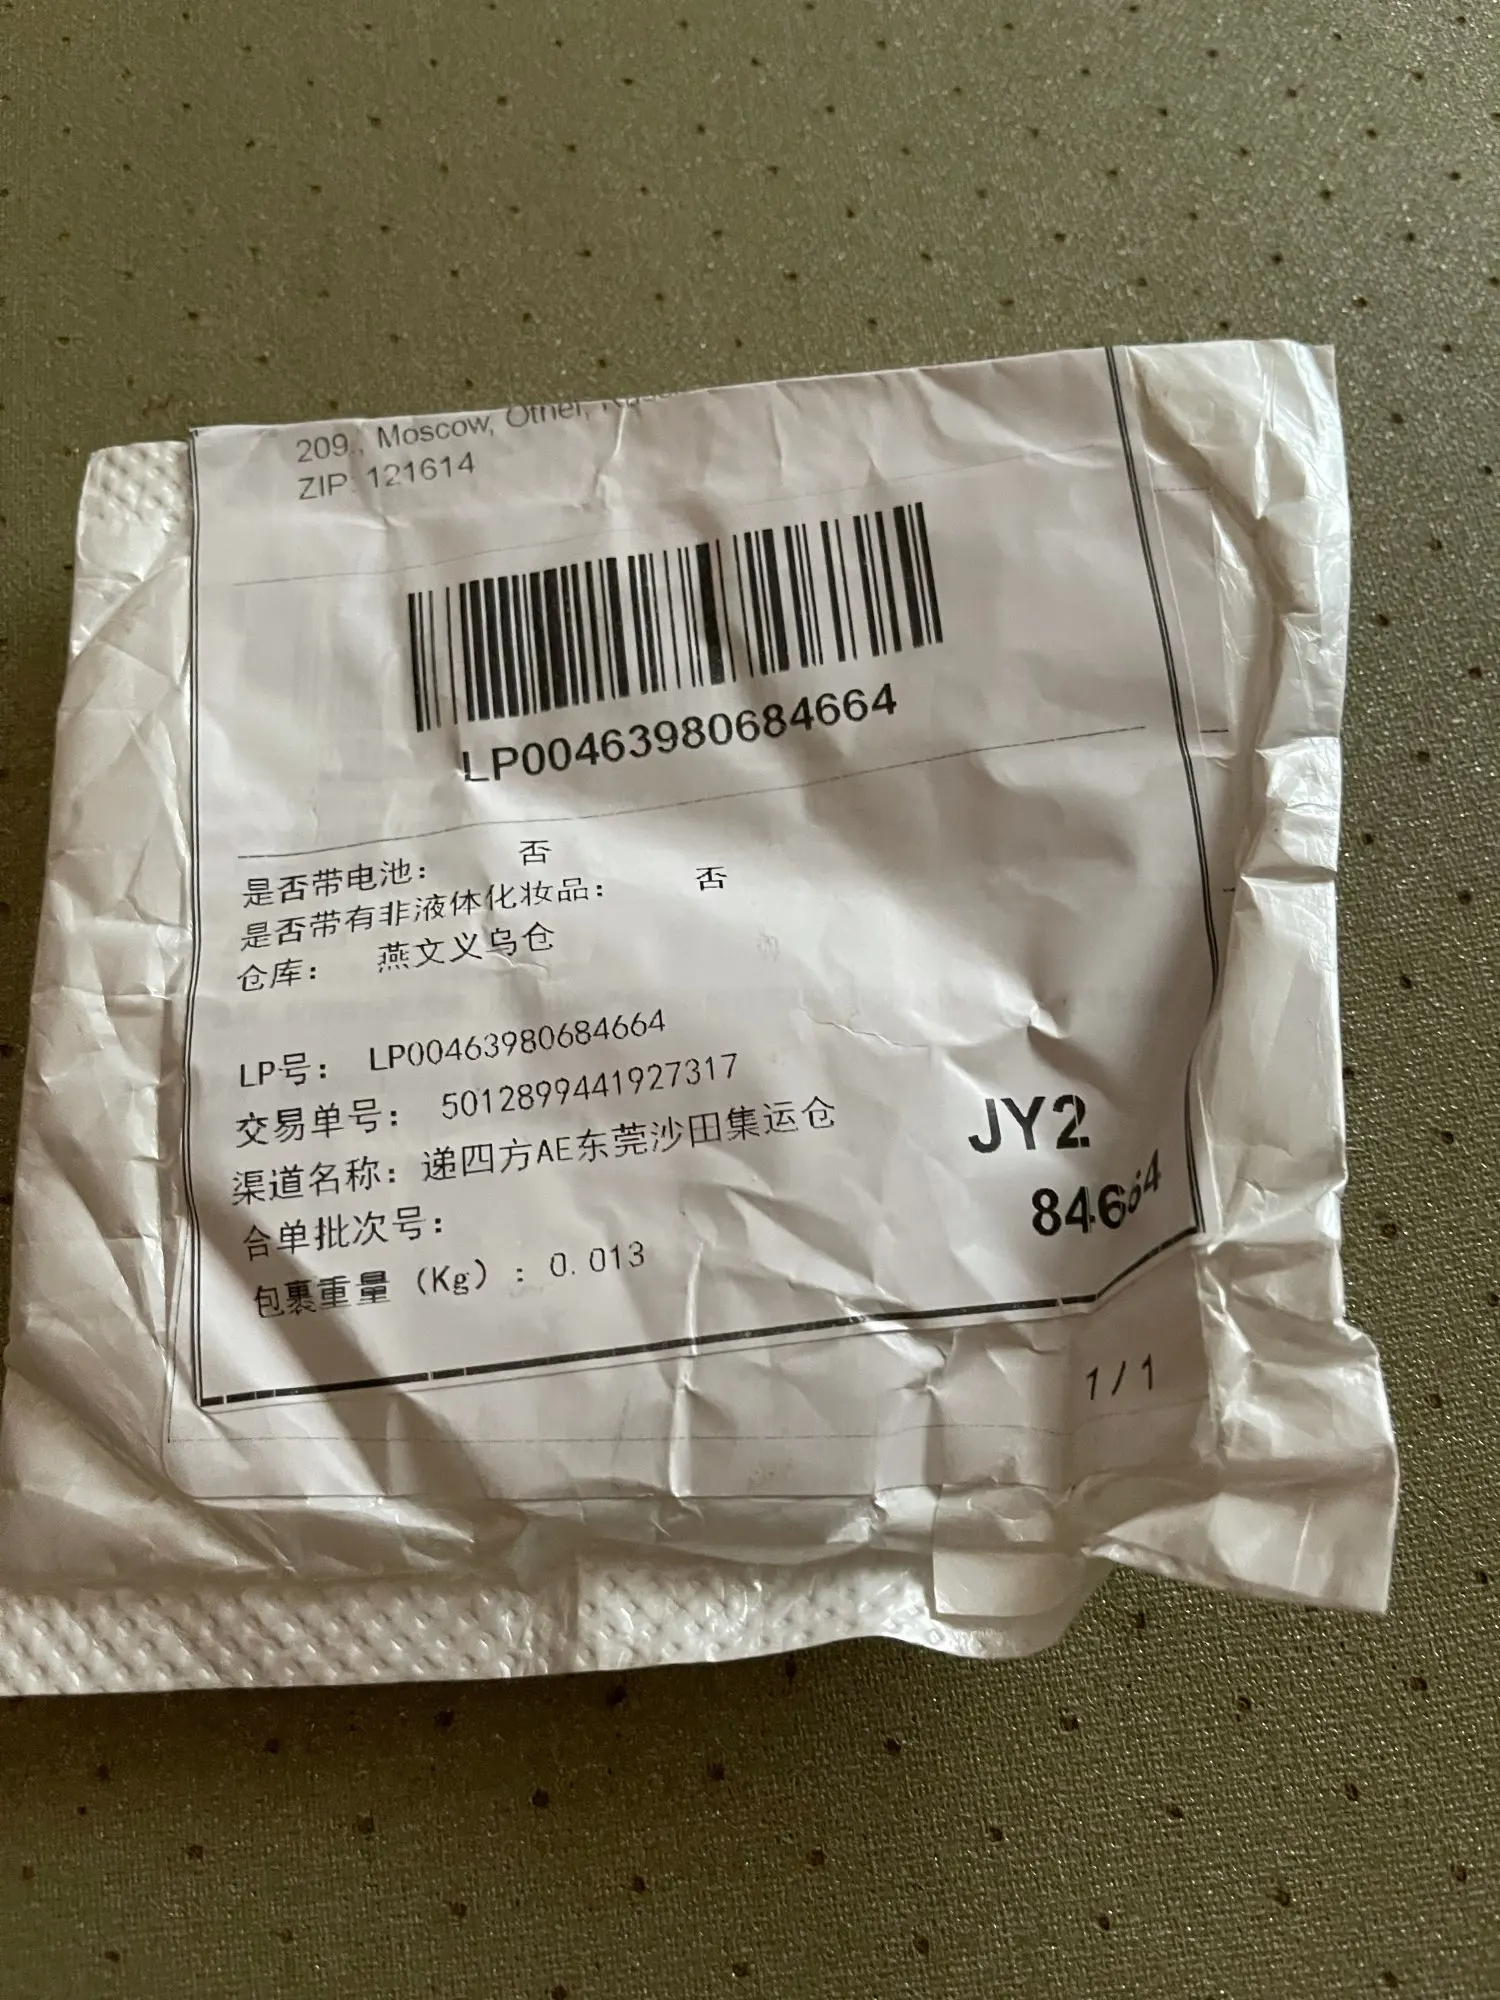 209., Moscow, Other,
ZIP: 121614
LP00463980684664
是否带电池: 否
是否带有非液体化妆品: 否
仓库: 燕文义乌仓
LP号: LP00463980684664
交易单号: 5012899441927317
渠道名称: 递四方AE东莞沙田集运仓
合单批次号:
包裹重量 (Kg) : 0.013
JY2
84664
1/1